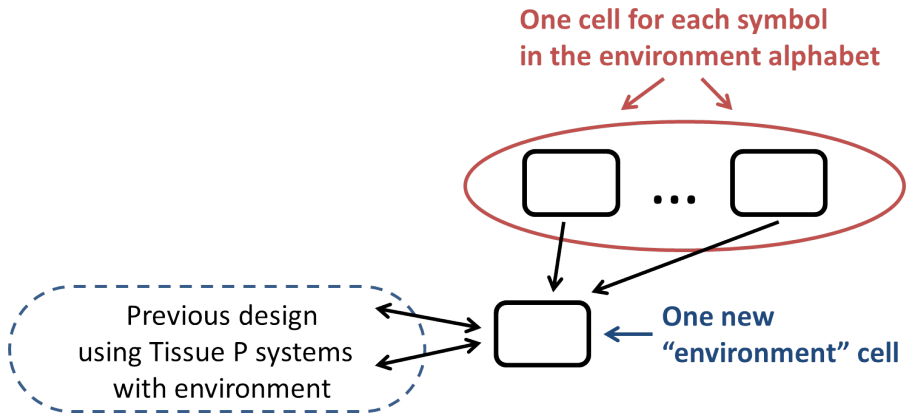 One cell for each symbol
in the environment alphabet
...
Previous design
using Tissue P systems
with environment
One new
“environment” cell